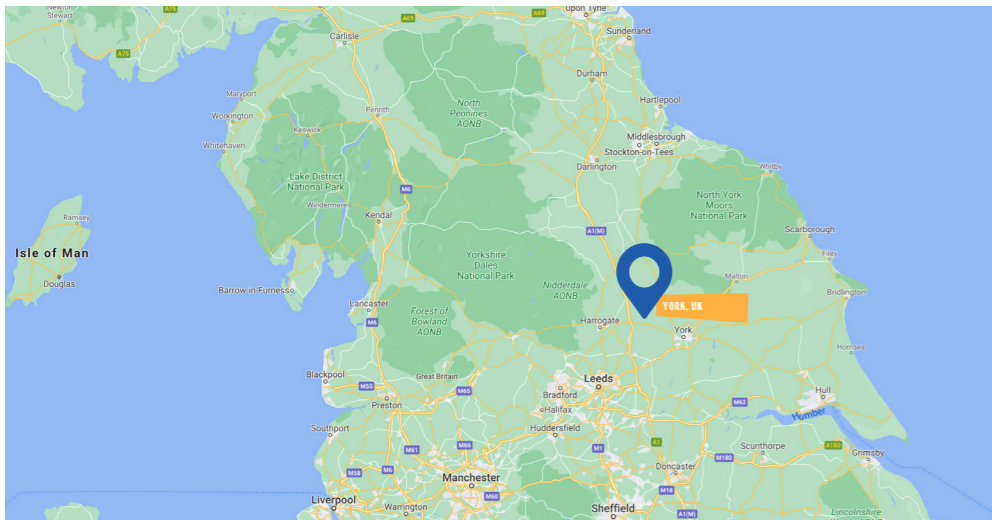 Newton-
Stewart
A75
A69
A69
upon Tyne
Carlisle
Sunderland
A75
Durham
Maryport
Penrith
North
Pennines
AONB
Hartlepool
Workington
Keswick
Middlesbrough
Stockton-on-Tees
Whitehaven
Darlington
Whitby
Lake District
National Park
M6
North York
Moors
National Park
Windermere
Ramsey
Kendal
Scarborough
A1(M)
Isle of Man
Yorkshire
Dales
National Park
Filey
Douglas
Malton
Barrow-in-Furness
Nidderdale
AONB
Bridlington
Lancaster
YORK, UK
Forest of
Bowland
AONB
M6
Harrogate
York
Hornsea
Blackpool
Great Britain
Leeds
M55
M65
Bradford
Hull
Preston
M62
Halifax
Humber
Southport
Huddersfield
M61
M66
M1
A1
Scunthorpe
A180
Grimsby
M180
M58
M6
Doncaster
Manchester
M18
M60
Liverpool
Warrington
Sheffield
A1(M)
Lincolnshire